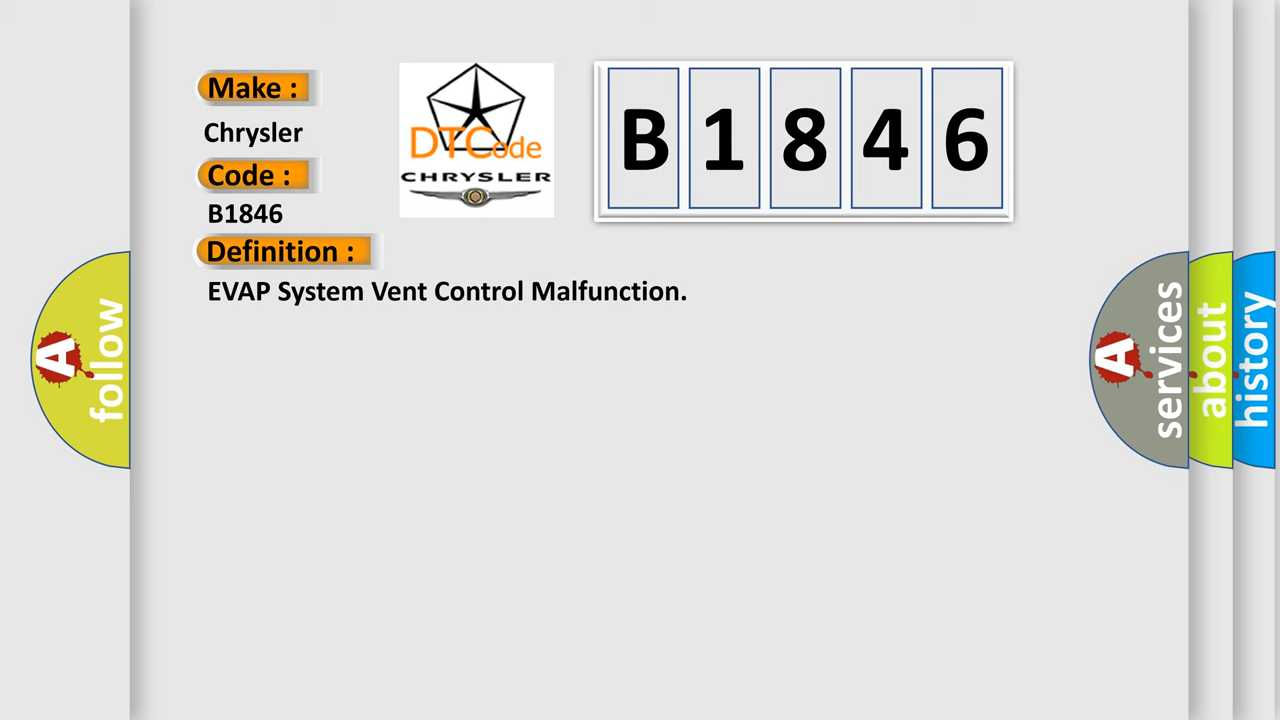 Make :
Chrysler
Code :
B1846
Definition :
EVAP System Vent Control Malfunction.
DTCode
CHRYSLER
B 1 8 4 6
A follow
A services
about
history